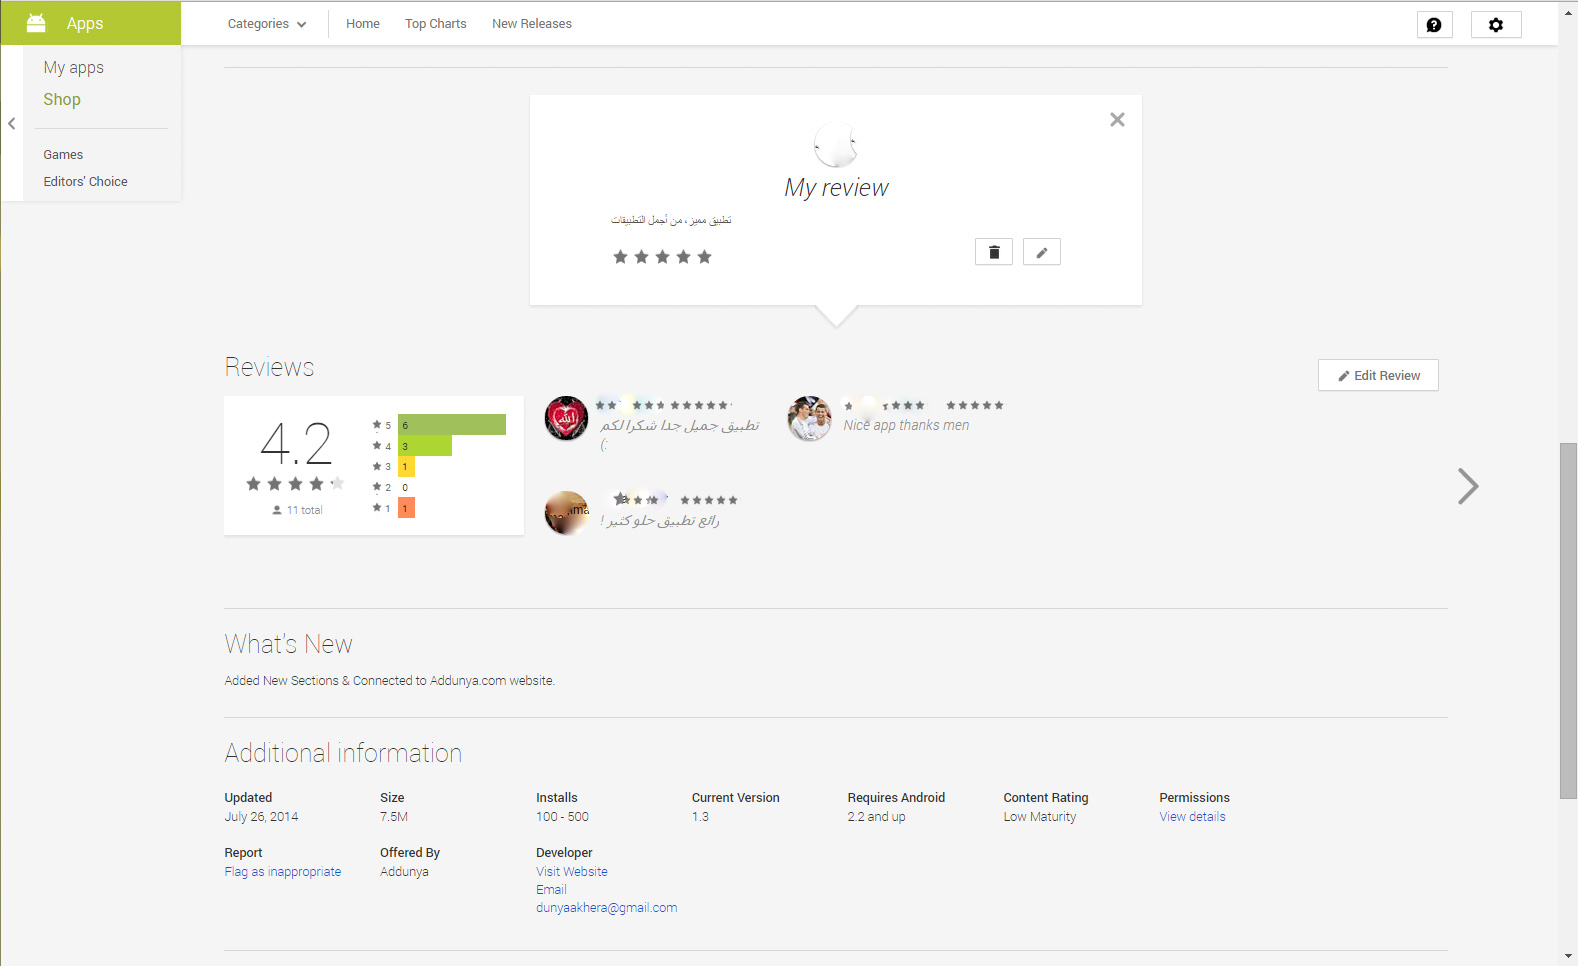 Apps
Categories
Home
Top Charts
New Releases
My apps
Shop
Games
Editors' Choice
My review
تطبيق مميز ، من أجمل التطبيقات
Reviews
Edit Review
4.2
11 total
5 6
4 3
3 1
2 0
1 1
تطبيق جميل جدا شكرا لكم
(:
Nice app thanks men
رائع تطبيق حلو كثير !
What's New
Added New Sections & Connected to Addunya.com website.
Additional information
Updated
July 26, 2014
Size
7.5M
Installs
100 - 500
Current Version
1.3
Requires Android
2.2 and up
Content Rating
Low Maturity
Permissions
View details
Report
Flag as inappropriate
Offered By
Addunya
Developer
Visit Website
Email
dunyaakhera@gmail.com